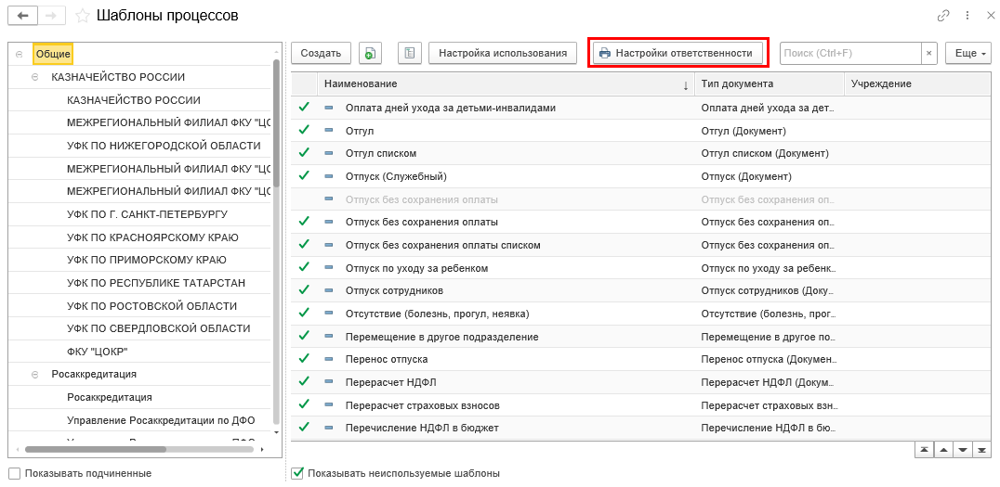 Шаблоны процессов
Общие
КАЗНАЧЕЙСТВО РОССИИ
КАЗНАЧЕЙСТВО РОССИИ
МЕЖРЕГИОНАЛЬНЫЙ ФИЛИАЛ ФКУ "ЦО
УФК ПО НИЖЕГОРОДСКОЙ ОБЛАСТИ
МЕЖРЕГИОНАЛЬНЫЙ ФИЛИАЛ ФКУ "ЦО
МЕЖРЕГИОНАЛЬНЫЙ ФИЛИАЛ ФКУ "ЦО
УФК ПО Г. САНКТ-ПЕТЕРБУРГУ
УФК ПО КРАСНОЯРСКОМУ КРАЮ
УФК ПО ПРИМОРСКОМУ КРАЮ
УФК ПО РЕСПУБЛИКЕ ТАТАРСТАН
УФК ПО РОСТОВСКОЙ ОБЛАСТИ
УФК ПО СВЕРДЛОВСКОЙ ОБЛАСТИ
ФКУ "ЦОКР"
Росаккредитация
Росаккредитация
Управление Росаккредитации по ДФО
Показывать подчиненные
Создать Настройка использования Настройки ответственности Поиск (Ctrl+F) × Еще
Наименование ↓ Тип документа Учреждение
Оплата дней ухода за детьми-инвалидами Оплата дней ухода за дет...
Отгул Отгул (Документ)
Отгул списком Отгул списком (Документ)
Отпуск (Служебный) Отпуск (Документ)
Отпуск без сохранения оплаты Отпуск без сохранения оп...
Отпуск без сохранения оплаты Отпуск без сохранения оп...
Отпуск без сохранения оплаты списком Отпуск без сохранения оп...
Отпуск по уходу за ребенком Отпуск по уходу за ребенк...
Отпуск сотрудников Отпуск сотрудников (Доку...
Отсутствие (болезнь, прогул, неявка) Отсутствие (болезнь, прог...
Перемещение в другое подразделение Перемещение в другое по...
Перенос отпуска Перенос отпуска (Докумен...
Перерасчет НДФЛ Перерасчет НДФЛ (Докум...
Перерасчет страховых взносов Перерасчет страховых взн...
Перечисление НДФЛ в бюджет Перечисление НДФЛ в бю...
Показывать неиспользуемые шаблоны